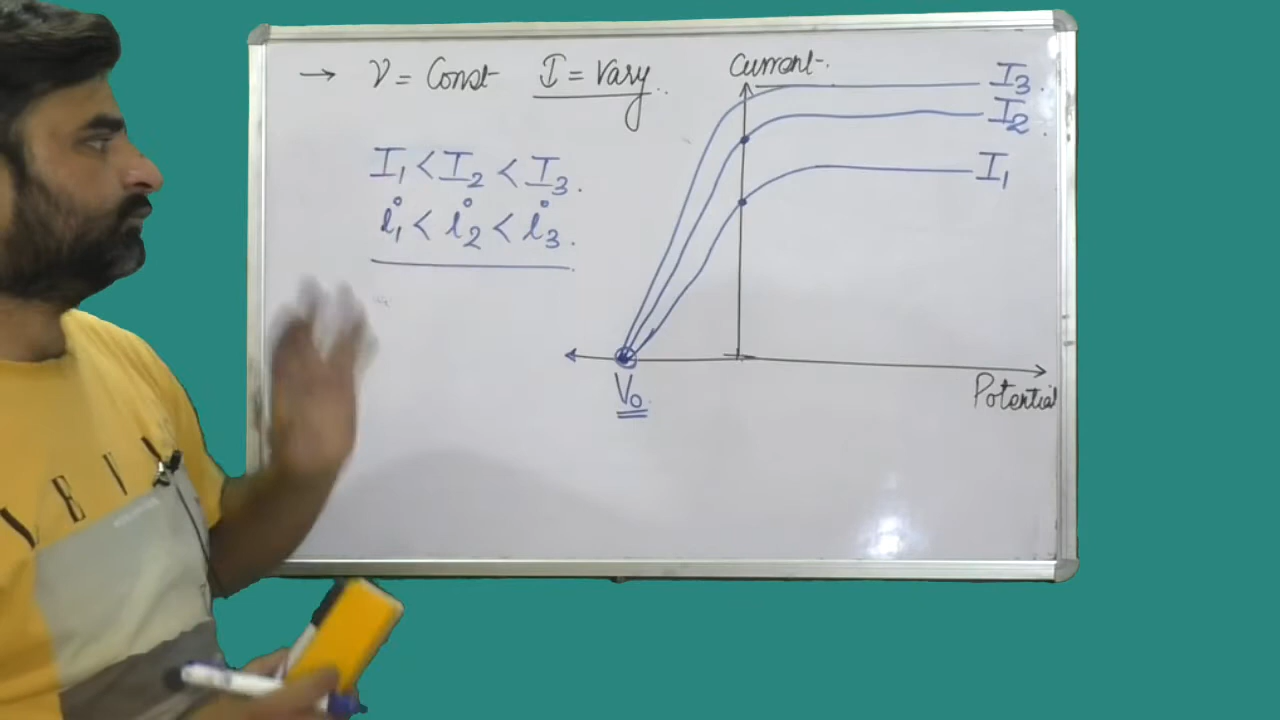 → ν = Const I = Vary..
I₁ < I₂ < I₃.
i₁ < i₂ < i₃.
Current.
I₃.
I₂.
I₁
V₀.
Potential